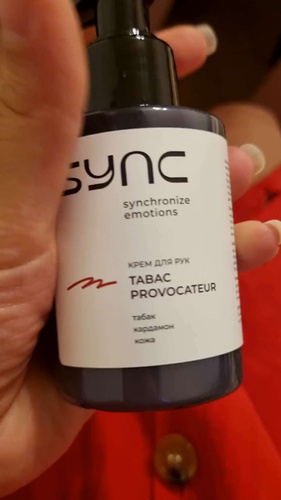 sync
synchronize
emotions
КРЕМ ДЛЯ РУК
TABAC
PROVOCATEUR
табак
кардамон
кожа